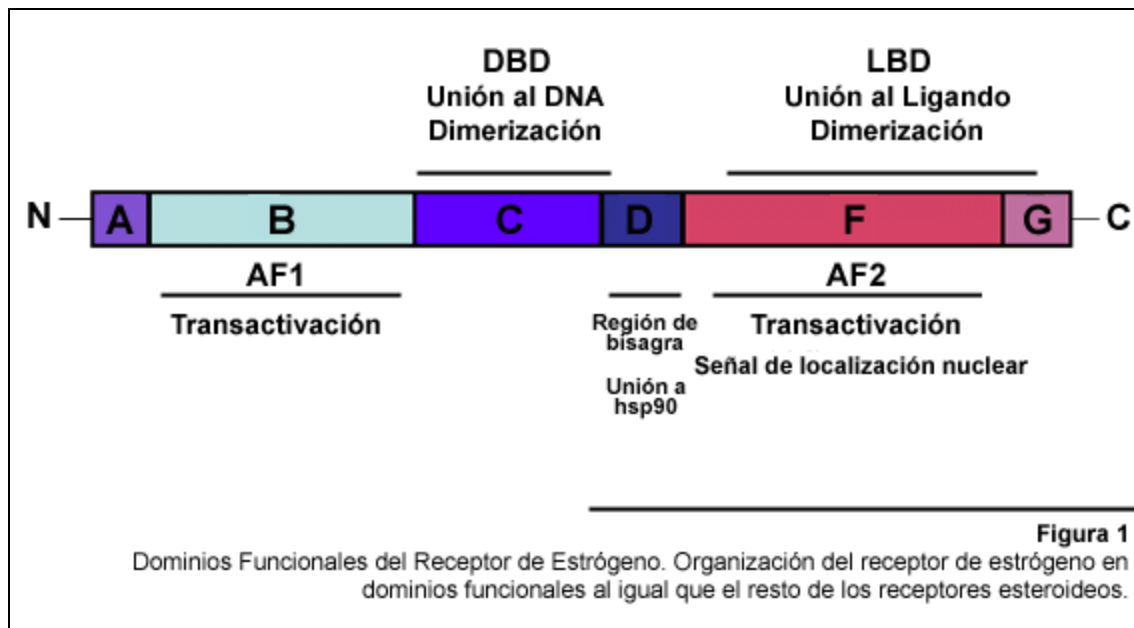 DBD
Unión al DNA
Dimerización
LBD
Unión al Ligando
Dimerización
N
A
B
C
D
F
G
C
AF1
Transactivación
Región de
bisagra
Unión a
hsp90
AF2
Transactivación
Señal de localización nuclear
Figura 1
Dominios Funcionales del Receptor de Estrógeno. Organización del receptor de estrógeno en
dominios funcionales al igual que el resto de los receptores esteroideos.